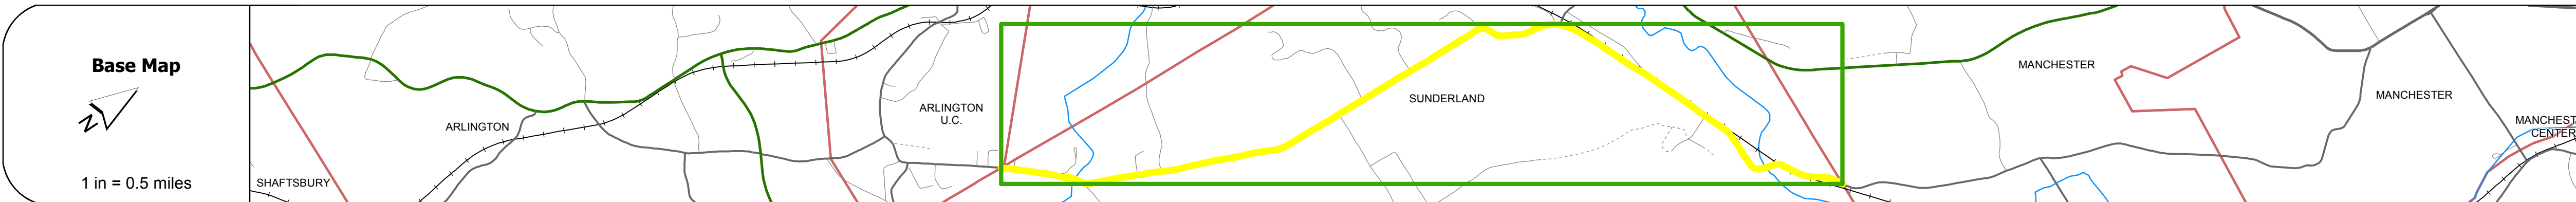 Base Map
N
1 in = 0.5 miles
SHAFTSBURY
ARLINGTON
ARLINGTON
U.C.
SUNDERLAND
MANCHESTER
MANCHESTER
MANCHEST
CENTER